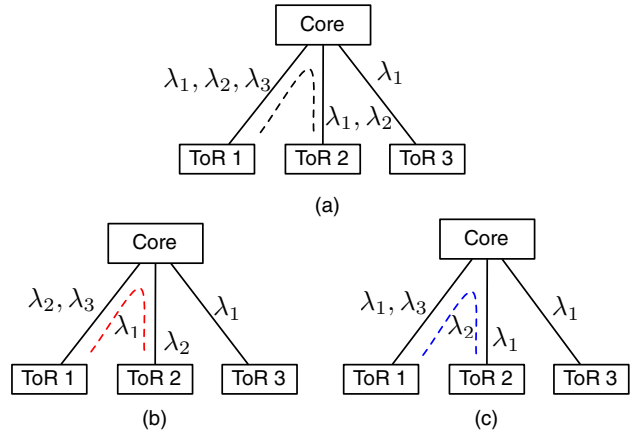 Core
λ1, λ2, λ3
λ1
λ1, λ2
ToR 1
ToR 2
ToR 3
(a)
Core
λ2, λ3
λ1
λ1
λ2
ToR 1
ToR 2
ToR 3
(b)
Core
λ1, λ3
λ2
λ1
λ1
ToR 1
ToR 2
ToR 3
(c)